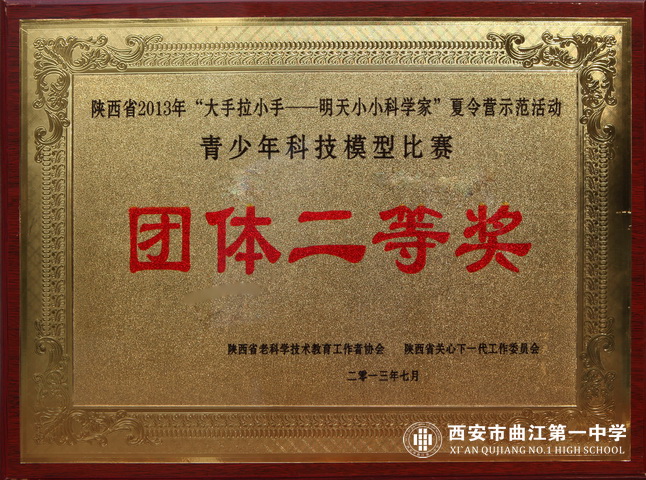 陕西省2013年“大手拉小手——明天小小科学家”夏令营示范活动
青少年科技模型比赛
团体二等奖
陕西省老科学技术教育工作者协会 陕西省关心下一代工作委员会
二零一三年七月
西安市曲江第一中学
XI'AN QUJIANG NO.1 HIGH SCHOOL